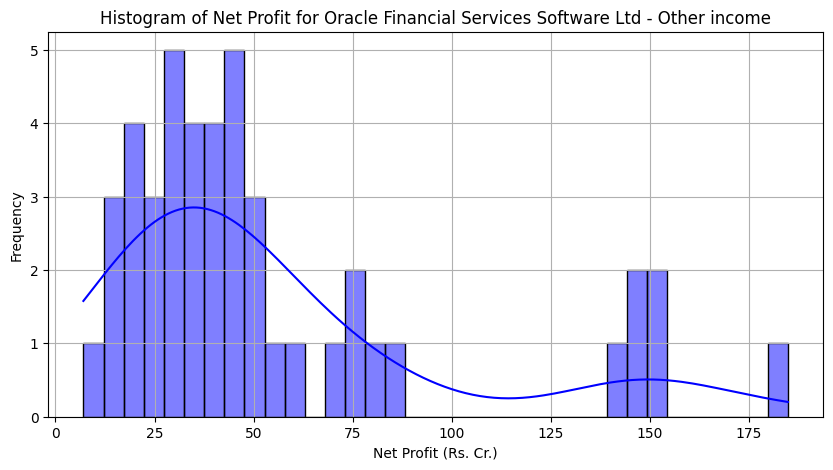 Histogram of Net Profit for Oracle Financial Services Software Ltd - Other income
5
4
3
2
1
0
Frequency
0 25 50 75 100 125 150 175
Net Profit (Rs. Cr.)